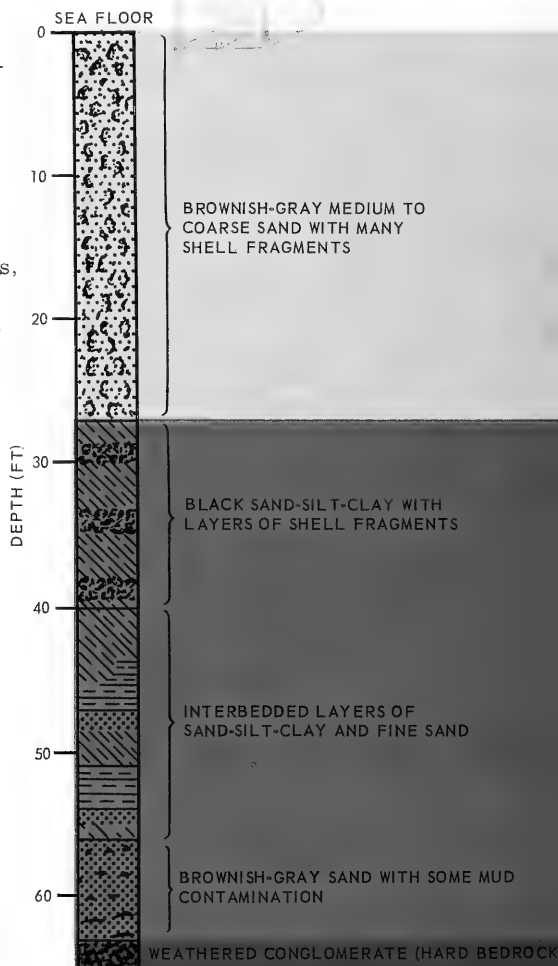 SEA FLOOR
0
BROWNISH-GRAY MEDIUM TO
COARSE SAND WITH MANY
SHELL FRAGMENTS
10
s,
20
DEPTH (FT)
30
BLACK SAND-SILT-CLAY WITH
LAYERS OF SHELL FRAGMENTS
40
INTERBEDDED LAYERS OF
SAND-SILT-CLAY AND FINE SAND
50
BROWNISH-GRAY SAND WITH SOME MUD
CONTAMINATION
60
WEATHERED CONGLOMERATE (HARD BEDROCK